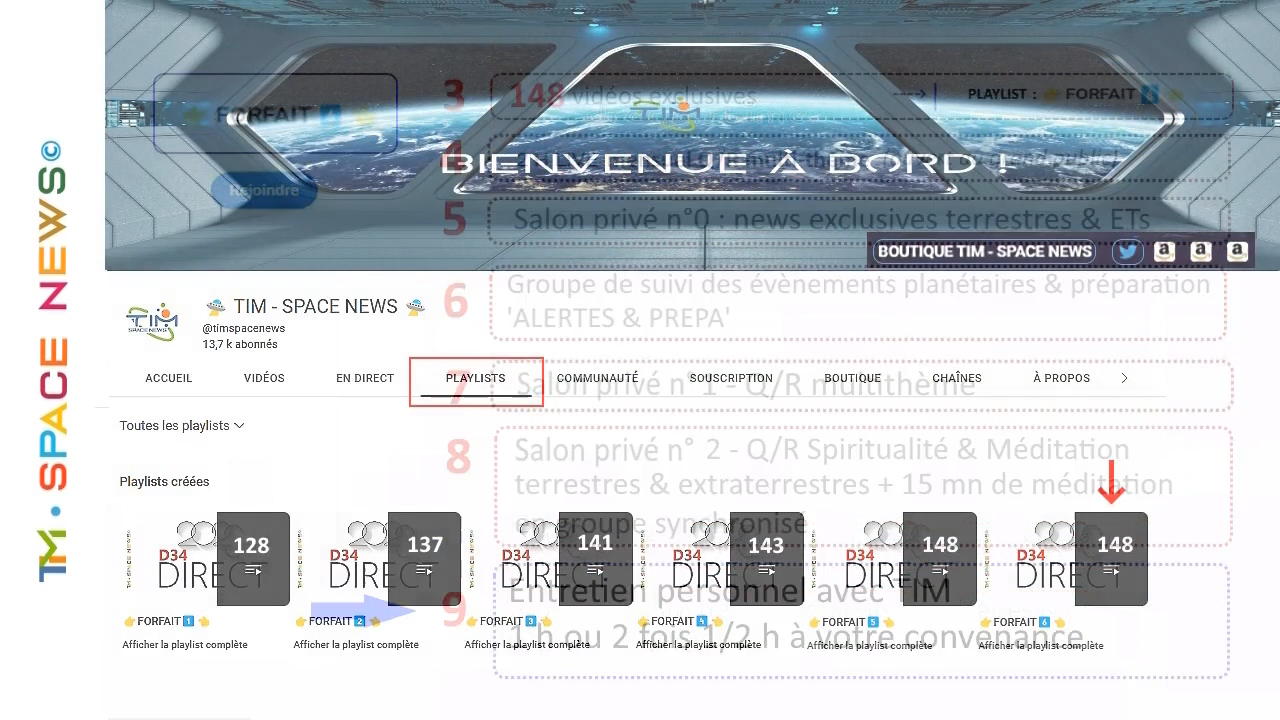 TM • SPACE NEWS©
3
148 vidéos exclusives
PLAYLIST : 👉 FORFAIT 👈
👉 FORFAIT 👈
TIM
4
BIENVENUE À BORD !
Rejoindre
5
Salon privé n°0 : news exclusives terrestres & ETs
BOUTIQUE TIM - SPACE NEWS
6
Groupe de suivi des évènements planétaires & préparation
'ALERTES & PREPA'
TIM
SPACE NEWS
🛸 TIM - SPACE NEWS 🛸
@timspacenews
13,7 k abonnés
ACCUEIL VIDÉOS EN DIRECT PLAYLISTS COMMUNAUTÉ SOUSCRIPTION BOUTIQUE CHAÎNES À PROPOS
7
Salon privé n° 1 - Q/R multithème
Toutes les playlists
8
Salon privé n° 2 - Q/R Spiritualité & Méditation
terrestres & extraterrestres + 15 mn de méditation
en groupe synchronisé
Playlists créées
128 137 141 143 148 148
D34 D34 D34 D34 D34 D34
DIRECT DIRECT DIRECT DIRECT DIRECT DIRECT
9
Entretien personnel avec TIM
1 h ou 2 fois 1/2 h à votre convenance
👉 FORFAIT 1️⃣ 👈 👉 FORFAIT 2️⃣ 👈 👉 FORFAIT 3️⃣ 👈 👉 FORFAIT 4️⃣ 👈 👉 FORFAIT 5️⃣ 👈 👉 FORFAIT 6️⃣ 👈
Afficher la playlist complète Afficher la playlist complète Afficher la playlist complète Afficher la playlist complète Afficher la playlist complète Afficher la playlist complète